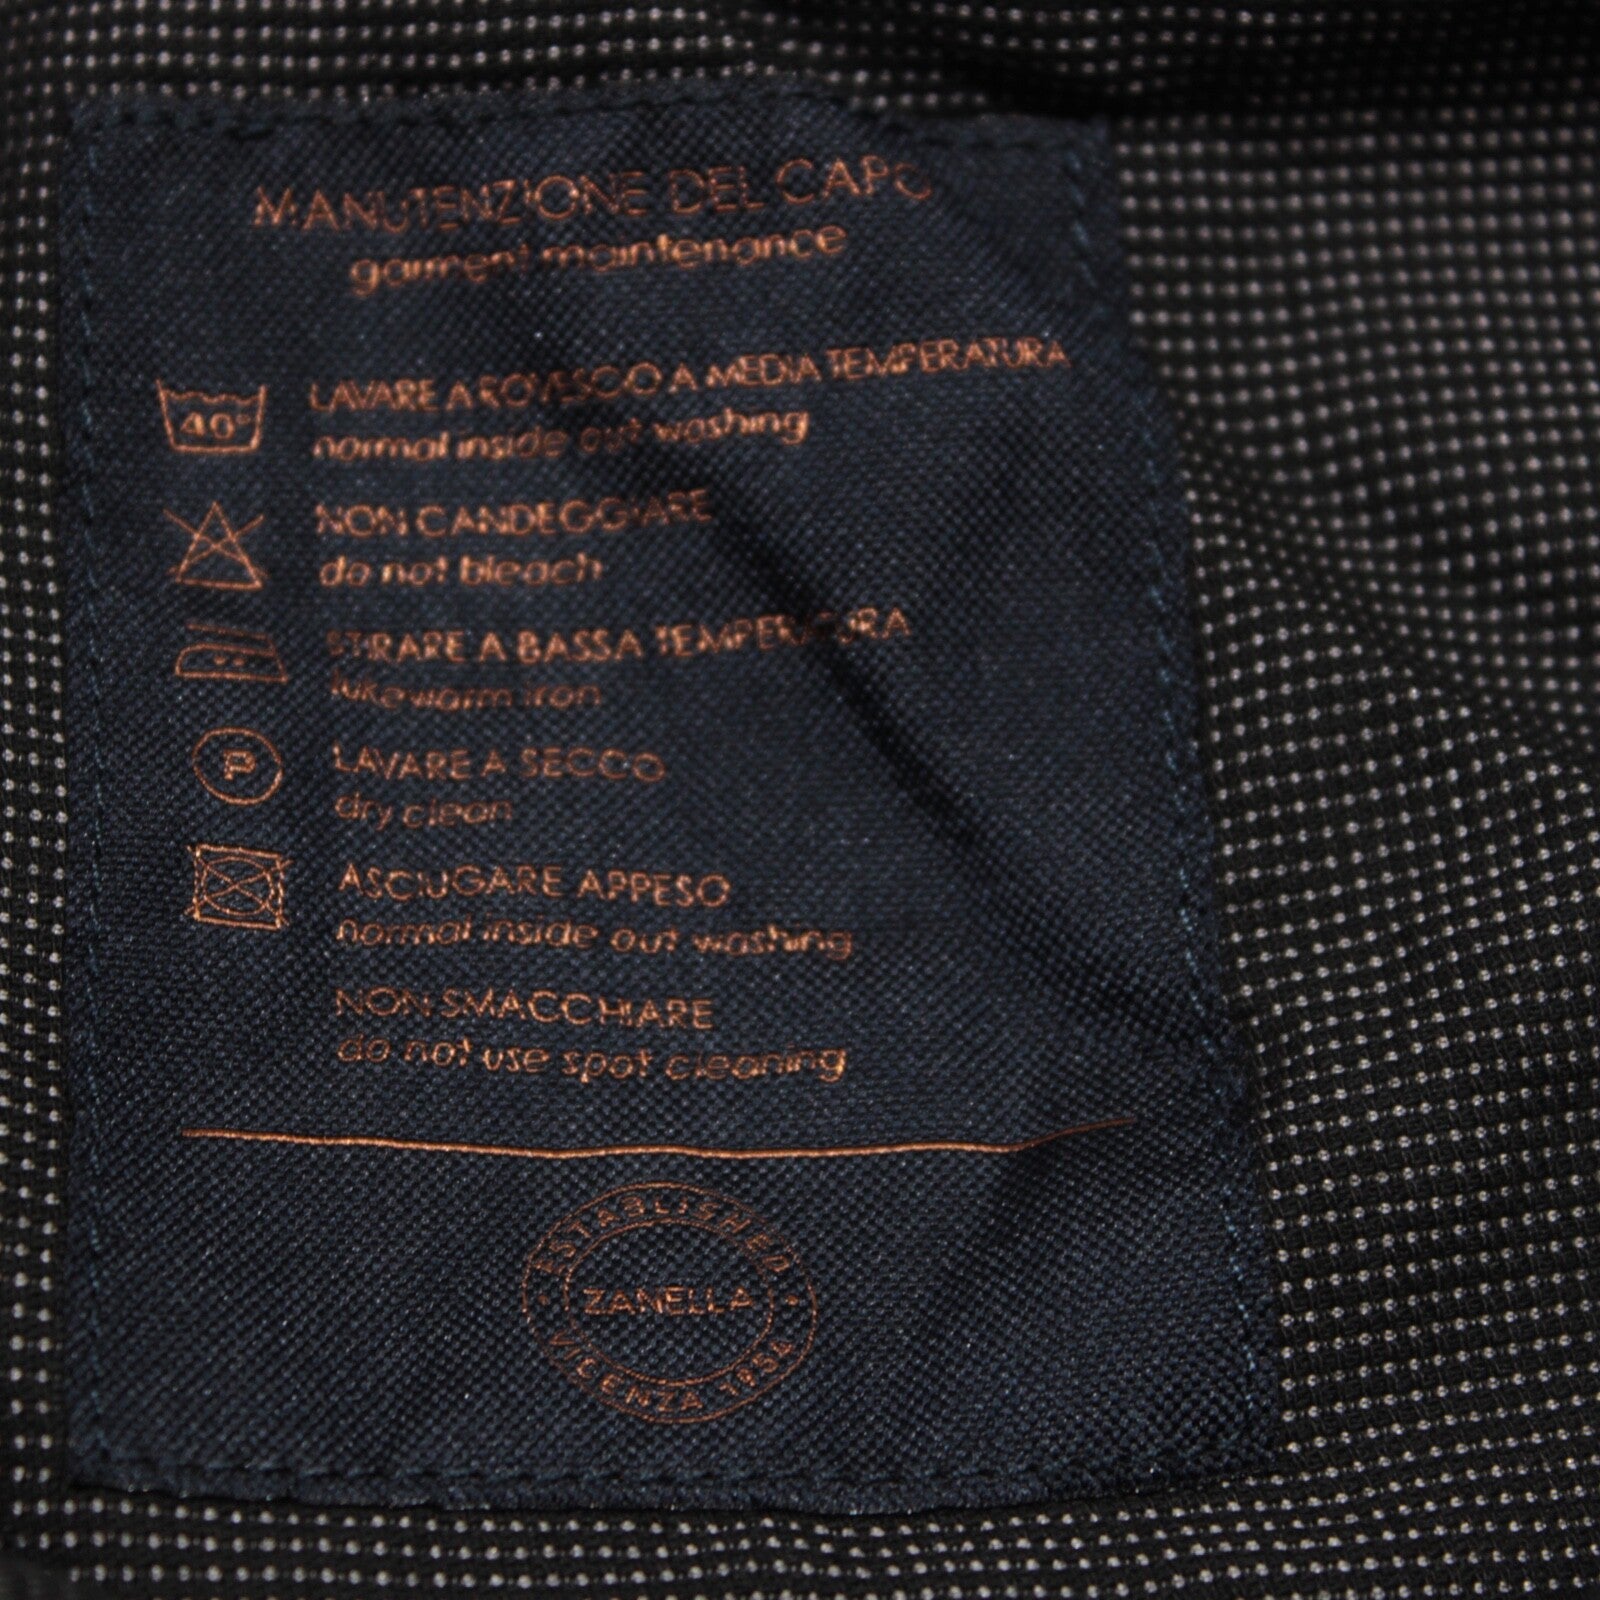 MANUTENZIONE DEL CAPO
garment maintenance
40°
LAVARE A ROVESCIO A MEDIA TEMPERATURA
normal inside out washing
NON CANDEGGIARE
do not bleach
STIRARE A BASSA TEMPERATURA
lukewarm iron
P
LAVARE A SECCO
dry clean
ASCIUGARE APPESO
normal inside out washing
NON SMACCHIARE
do not use spot cleaning
ESTABLISHED
ZANELLA
VICENZA 1954